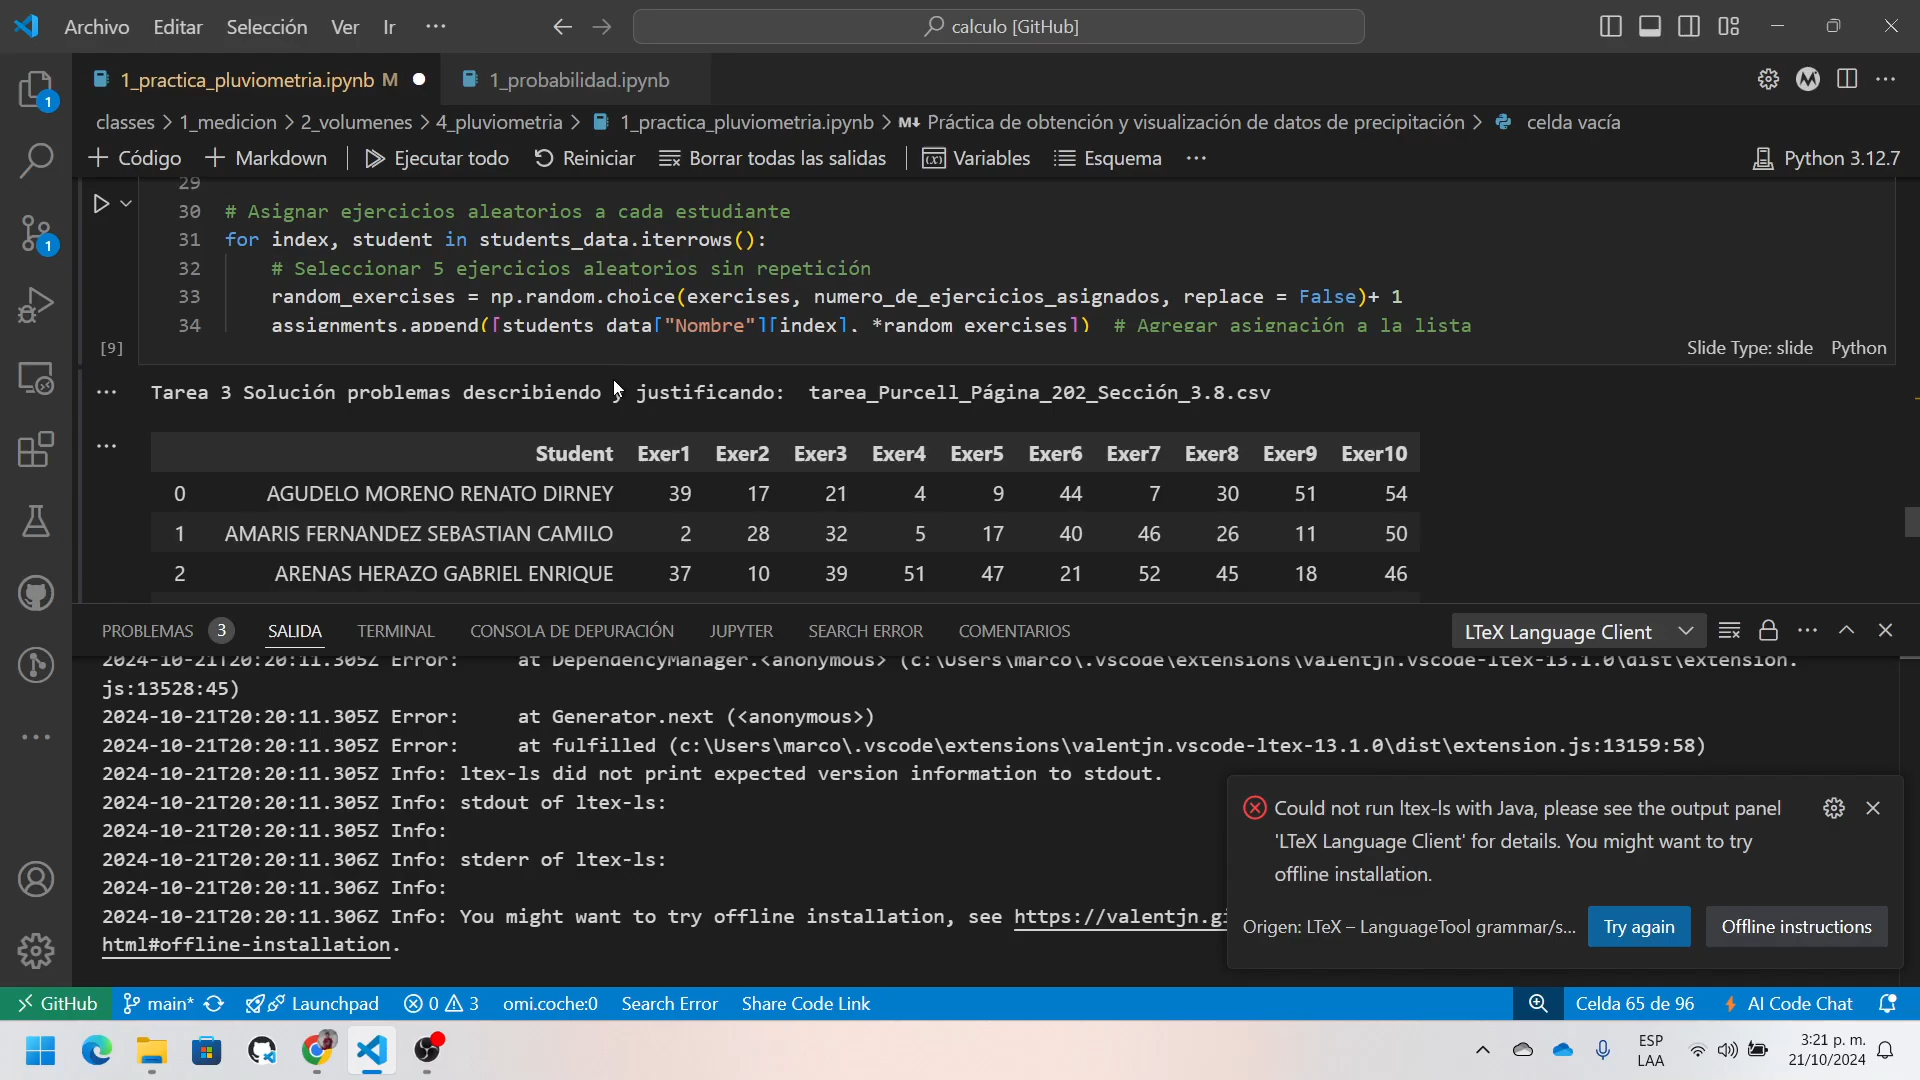 Archivo Editar Selección Ver Ir ··· calculo [GitHub]
1_practica_pluviometria.ipynb M 1_probabilidad.ipynb
classes > 1_medicion > 2_volumenes > 4_pluviometria > 1_practica_pluviometria.ipynb > M↓ Práctica de obtención y visualización de datos de precipitación > celda vacía
+ Código + Markdown Ejecutar todo Reiniciar Borrar todas las salidas Variables Esquema ··· Python 3.12.7
29
30 # Asignar ejercicios aleatorios a cada estudiante
31 for index, student in students_data.iterrows():
32 # Seleccionar 5 ejercicios aleatorios sin repetición
33 random_exercises = np.random.choice(exercises, numero_de_ejercicios_asignados, replace = False)+ 1
34 assignments.append([students_data["Nombre"][index], *random_exercises]) # Agregar asignación a la lista
[9] Slide Type: slide Python
Tarea 3 Solución problemas describiendo y justificando: tarea_Purcell_Página_202_Sección_3.8.csv
Student Exer1 Exer2 Exer3 Exer4 Exer5 Exer6 Exer7 Exer8 Exer9 Exer10
0 AGUDELO MORENO RENATO DIRNEY 39 17 21 4 9 44 7 30 51 54
1 AMARIS FERNANDEZ SEBASTIAN CAMILO 2 28 32 5 17 40 46 26 11 50
2 ARENAS HERAZO GABRIEL ENRIQUE 37 10 39 51 47 21 52 45 18 46
PROBLEMAS 3 SALIDA TERMINAL CONSOLA DE DEPURACIÓN JUPYTER SEARCH ERROR COMENTARIOS LTeX Language Client
2024-10-21T20:20:11.305Z Error: at DependencyManager.<anonymous> (c:\Users\marco\.vscode\extensions\valentjn.vscode-ltex-13.1.0\dist\extension.
js:13528:45)
2024-10-21T20:20:11.305Z Error: at Generator.next (<anonymous>)
2024-10-21T20:20:11.305Z Error: at fulfilled (c:\Users\marco\.vscode\extensions\valentjn.vscode-ltex-13.1.0\dist\extension.js:13159:58)
2024-10-21T20:20:11.305Z Info: ltex-ls did not print expected version information to stdout.
2024-10-21T20:20:11.305Z Info: stdout of ltex-ls:
2024-10-21T20:20:11.305Z Info:
2024-10-21T20:20:11.306Z Info: stderr of ltex-ls:
2024-10-21T20:20:11.306Z Info:
2024-10-21T20:20:11.306Z Info: You might want to try offline installation, see https://valentjn.gi
html#offline-installation.
Could not run ltex-ls with Java, please see the output panel
'LTeX Language Client' for details. You might want to try
offline installation.
Origen: LTeX – LanguageTool grammar/s... Try again Offline instructions
GitHub main* Launchpad 0 3 omi.coche:0 Search Error Share Code Link Celda 65 de 96 AI Code Chat
ESP
LAA
3:21 p. m.
21/10/2024